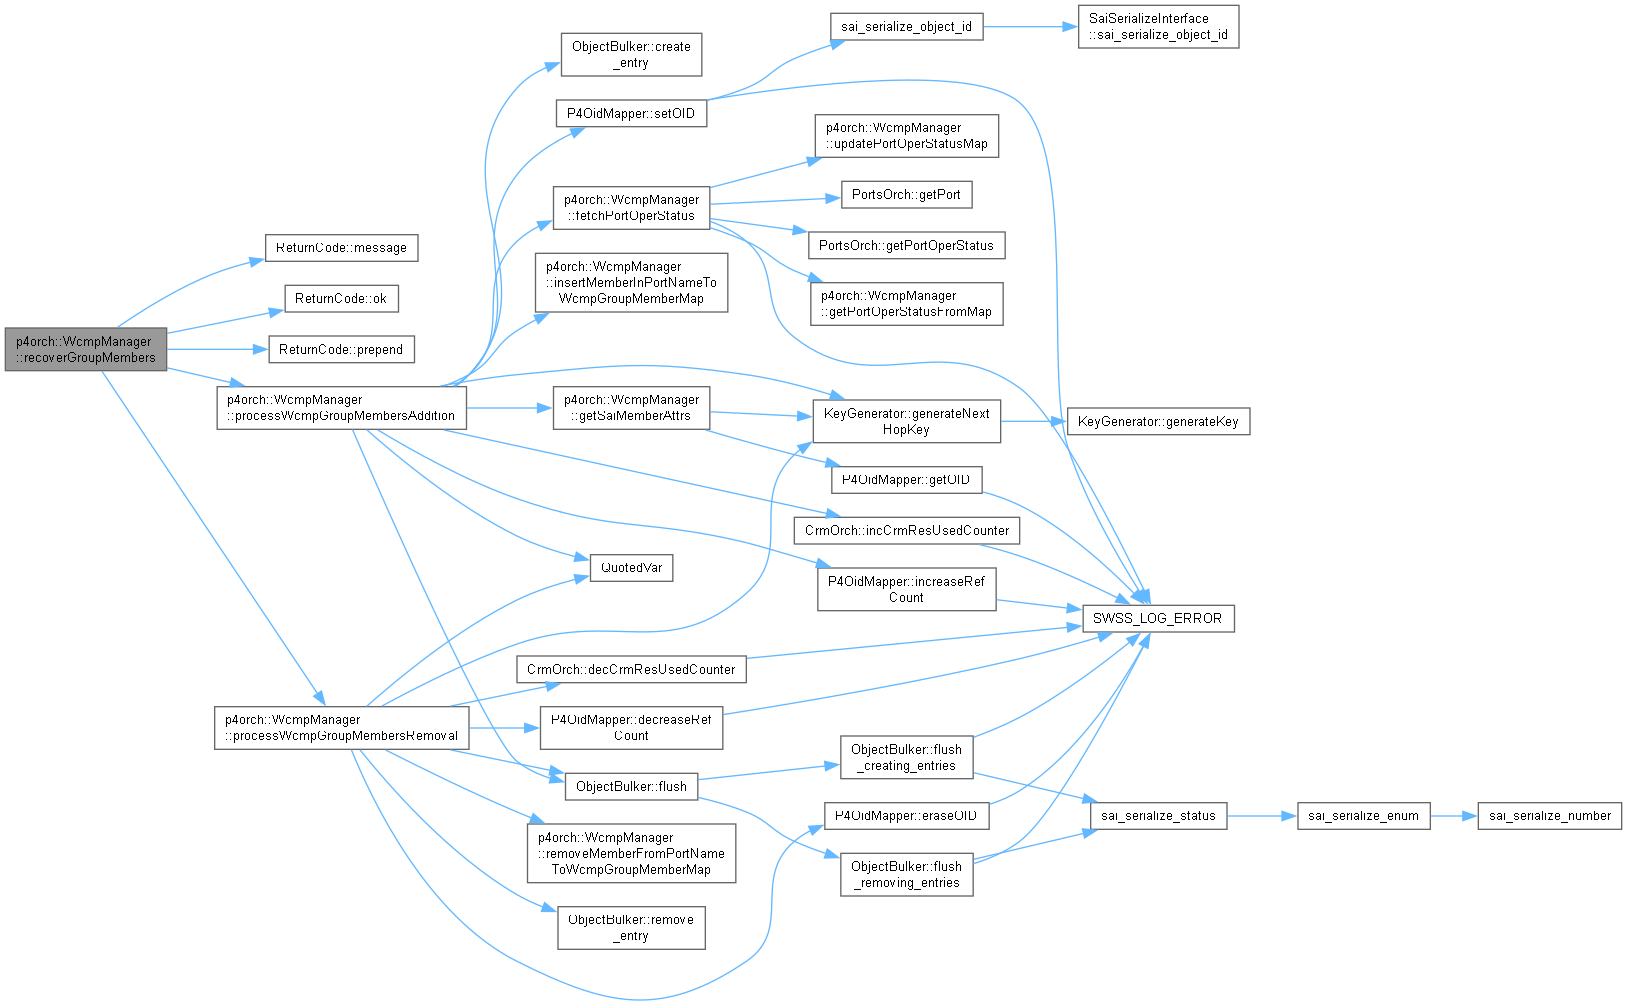 p4orch::WcmpManager
::recoverGroupMembers
ReturnCode::message
ReturnCode::ok
ReturnCode::prepend
p4orch::WcmpManager
::processWcmpGroupMembersAddition
p4orch::WcmpManager
::processWcmpGroupMembersRemoval
ObjectBulker::create
_entry
P4OidMapper::setOID
p4orch::WcmpManager
::fetchPortOperStatus
p4orch::WcmpManager
::insertMemberInPortNameTo
WcmpGroupMemberMap
p4orch::WcmpManager
::getSaiMemberAttrs
QuotedVar
CrmOrch::decCrmResUsedCounter
P4OidMapper::decreaseRef
Count
ObjectBulker::flush
p4orch::WcmpManager
::removeMemberFromPortName
ToWcmpGroupMemberMap
ObjectBulker::remove
_entry
sai_serialize_object_id
p4orch::WcmpManager
::updatePortOperStatusMap
PortsOrch::getPort
PortsOrch::getPortOperStatus
p4orch::WcmpManager
::getPortOperStatusFromMap
KeyGenerator::generateNext
HopKey
P4OidMapper::getOID
CrmOrch::incCrmResUsedCounter
P4OidMapper::increaseRef
Count
ObjectBulker::flush
_creating_entries
P4OidMapper::eraseOID
ObjectBulker::flush
_removing_entries
SaiSerializeInterface
::sai_serialize_object_id
KeyGenerator::generateKey
SWSS_LOG_ERROR
sai_serialize_status
sai_serialize_enum
sai_serialize_number